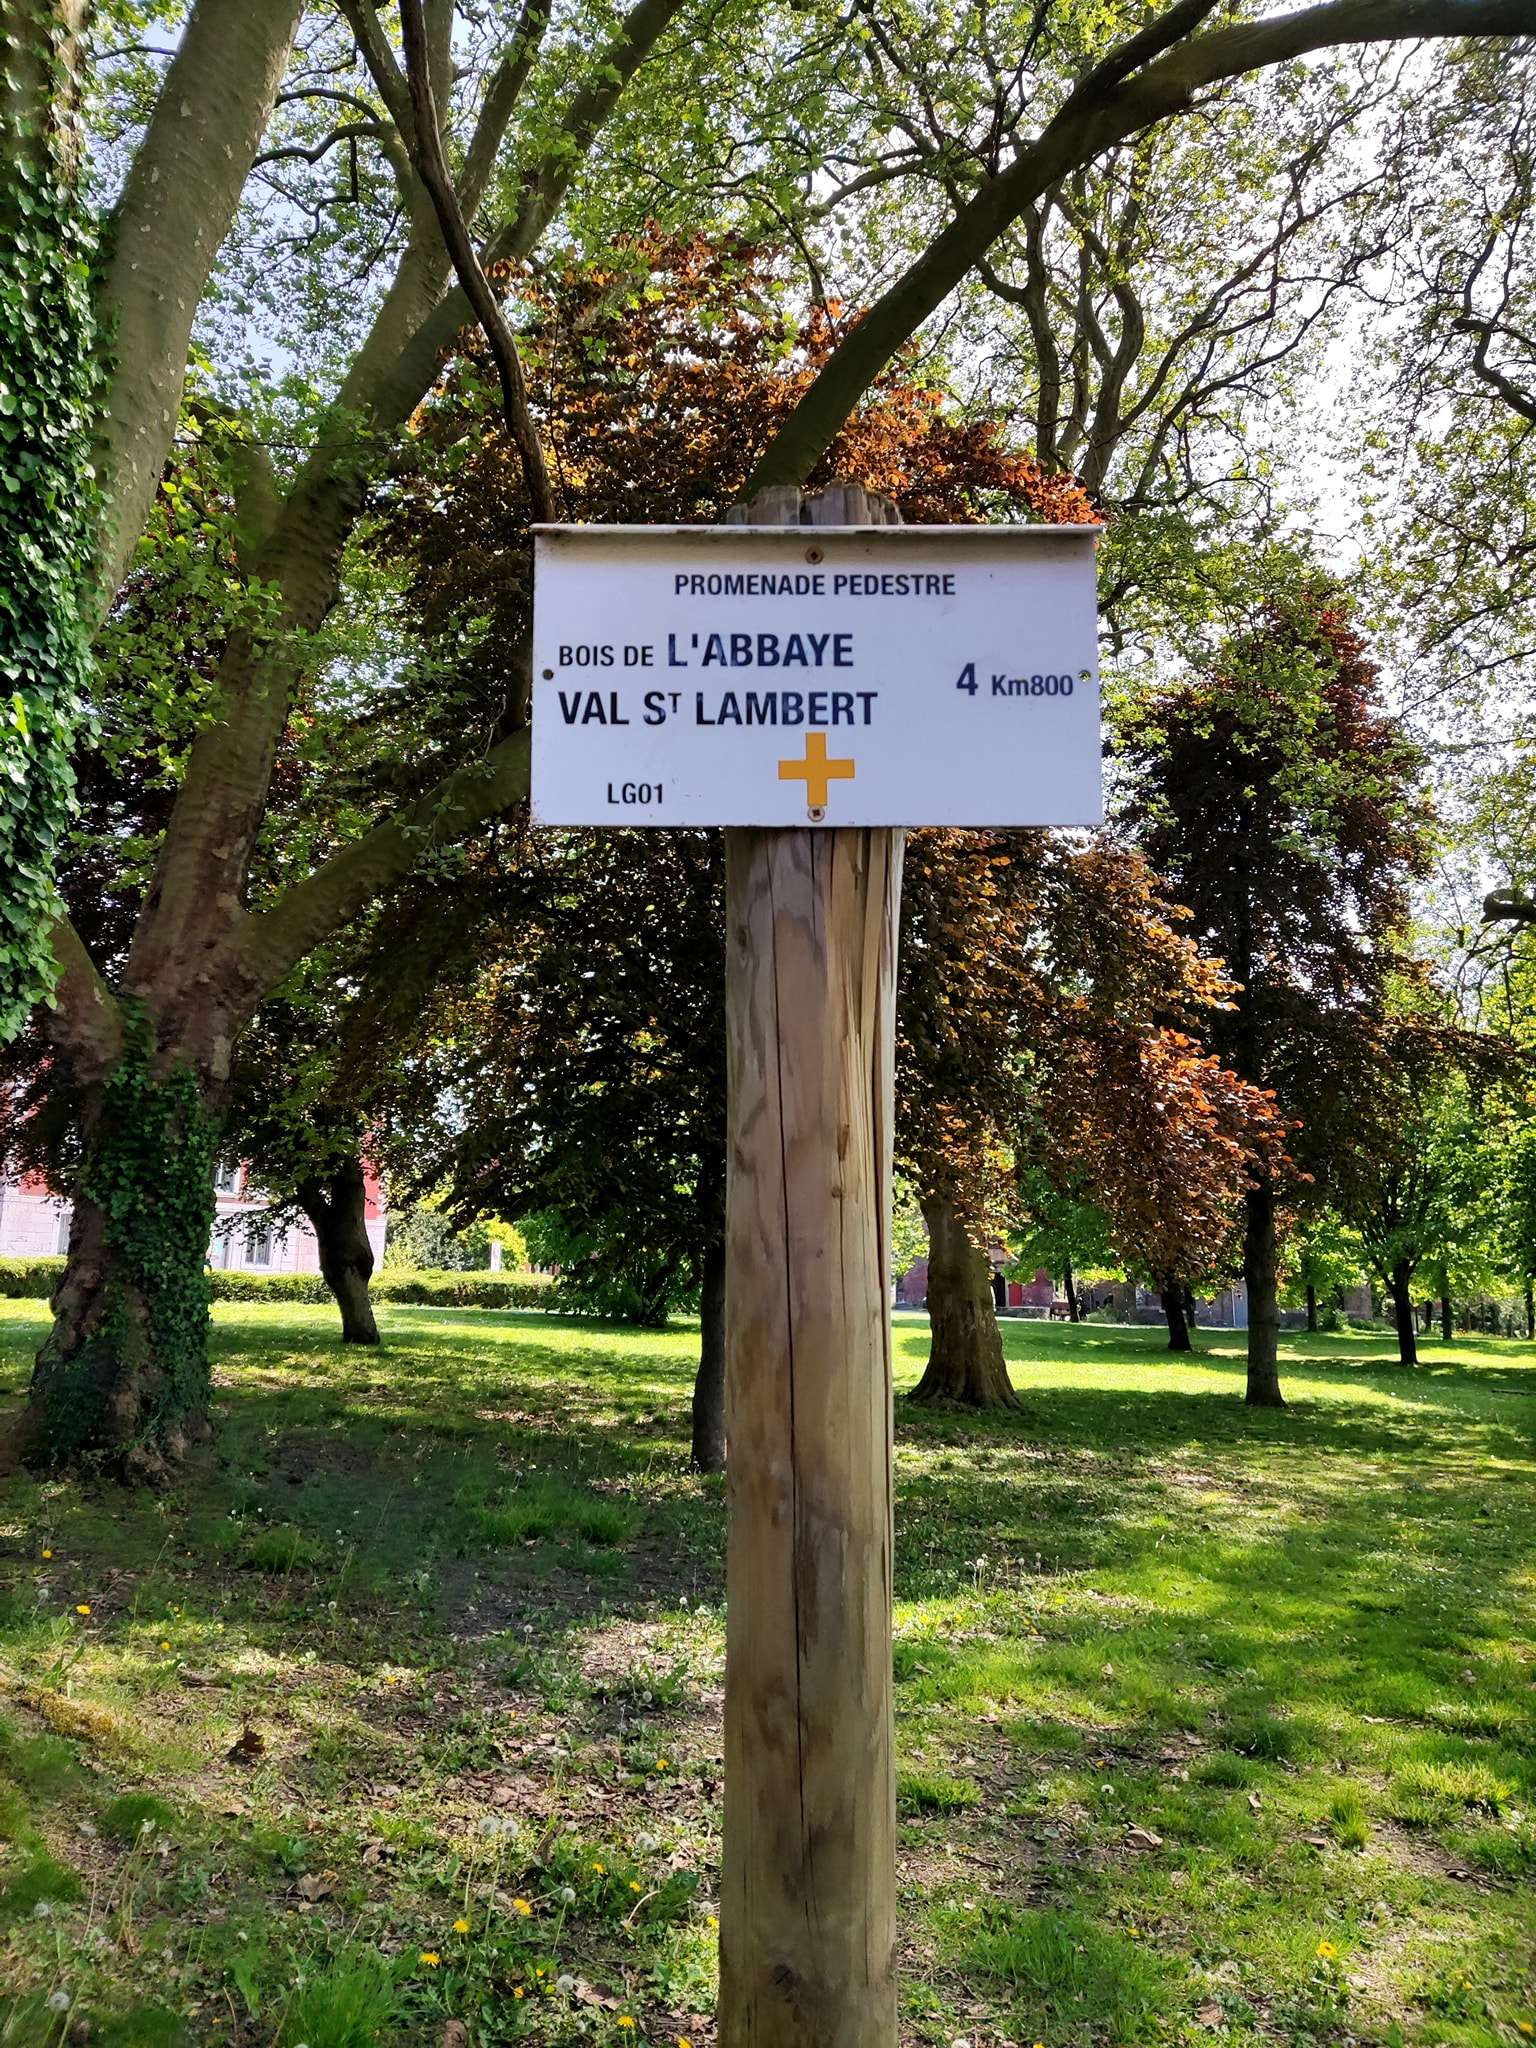 PROMENADE PEDESTRE
BOIS DE L'ABBAYE
VAL ST LAMBERT
4 Km800
LG01